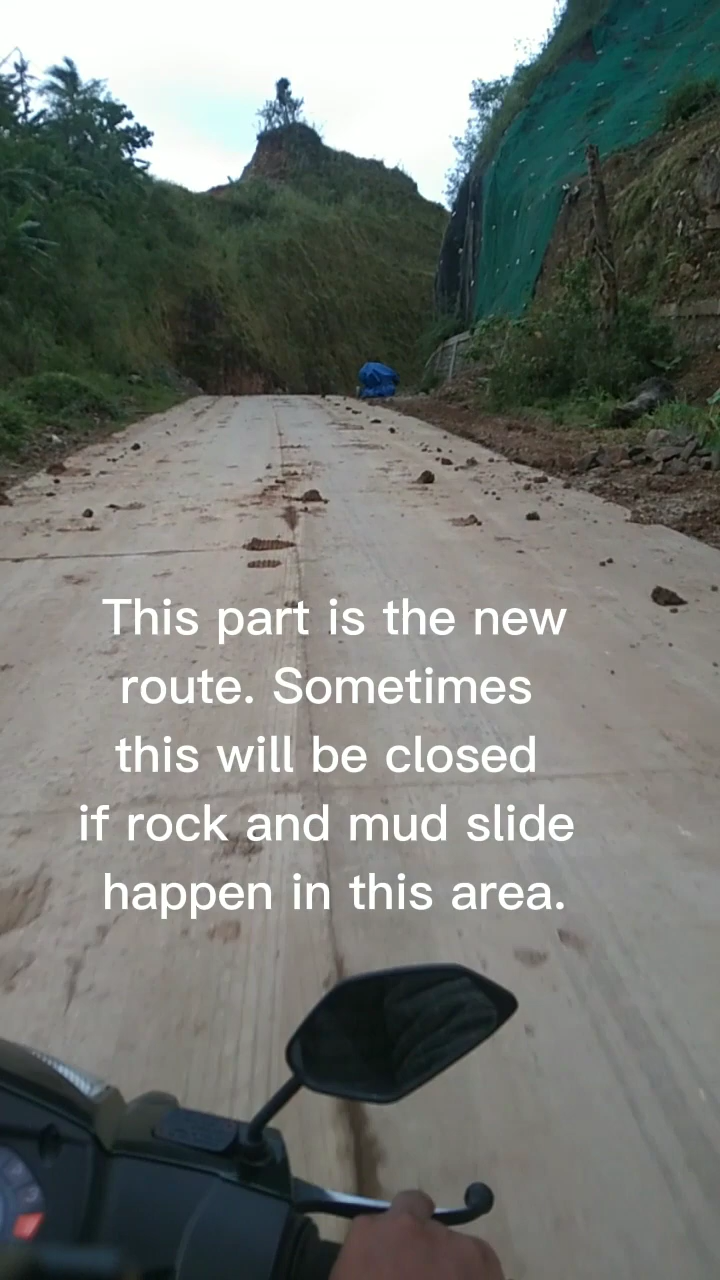 This part is the new
route. Sometimes
this will be closed
if rock and mud slide
happen in this area.